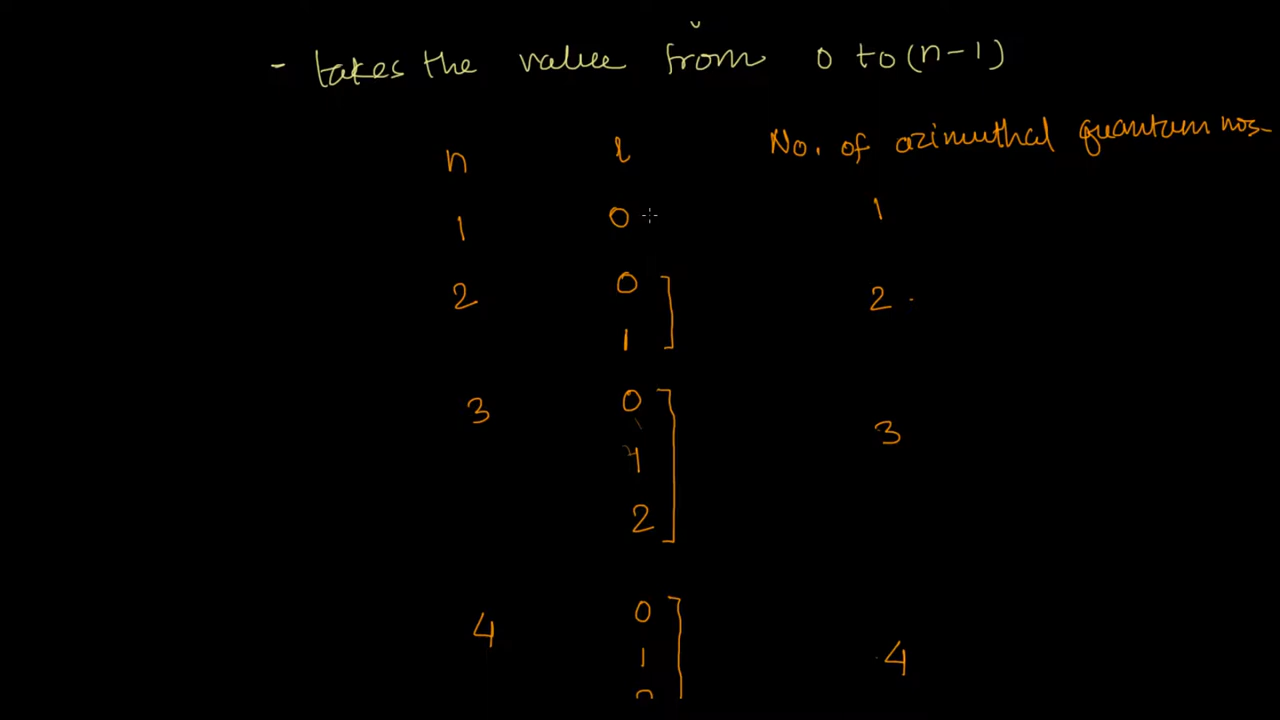 - takes the value from 0 to (n-1)
n l No. of azimuthal quantum nos.
1 0 1
2 0 2
1
3 0 3
1
2
4 0 4
1